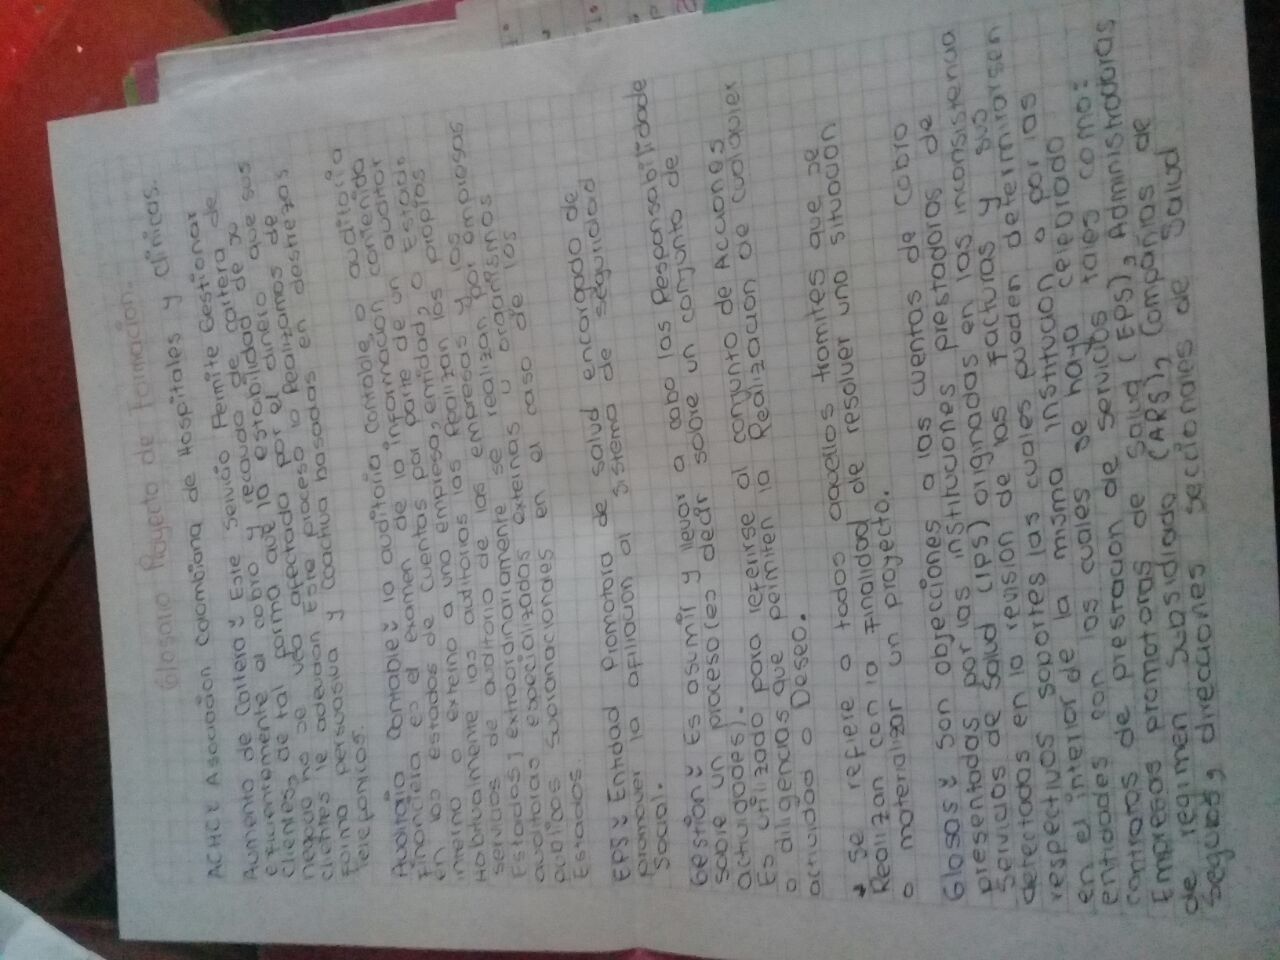 Glosario Proyecto de Formacion.
ACHC: Asociacion Colombiana de Hospitales y Clinicas.
Aumento de Cartera: Este Servicio Permite Gestionar
eficientemente el cobro y recaudo de cartera de
Clientes, de tal forma que la estabilidad de su
negocio no se vea afectada por el dinero que sus
clientes le adeudan Este proceso lo Realizamos de
forma persuasiva y coactiva basadas en destrezas
Telefonicas.
Auditoria Contable: la auditoria contable o auditoria
Financiera es el examen de la informacion contenida
en los estados de cuentas por parte de un auditor
interno o externo a una empresa, entidad, o Estado
Habitualmente las auditorias las Realizan los propios
servicios de auditoria de las empresas y los
Estados, extraordinariamente se realizan por empresas
auditoras especializadas externas u organismos
publicos supranacionales en el caso de los
Estados.
EPS: Entidad Promotora de salud encargado de
promover la afiliacion al sistema de seguridad
Social.
Gestion: Es asumir y llevar a cabo las Responsabilidade
sobre un proceso (es decir sobre un conjunto de
actividades).
Es utilizado para referirse al conjunto de Acciones
o diligencias que permiten la Realizacion de cualquier
actividad o Deseo.
* Se refiere a todos aquellos tramites que se
Realizan con la Finalidad de resolver una situacion
o materializar un proyecto.
Glosas: Son objecciones a las cuentas de cobro
presentadas por las instituciones prestadoras de
Servicios de Salud (IPS) originadas en las inconsistencia
detectadas en la revision de las facturas y sus
respectivos soportes las cuales pueden determinarsen
en el interior de la misma institucion o por las
entidades con las cuales se haya celebrado
contratos de prestacion de servicios tales como:
Empresas promotoras de Salud (EPS), Administradoras
de regimen Subsidiado (ARS), Compañias de
Seguros, direcciones seccionales de Salud